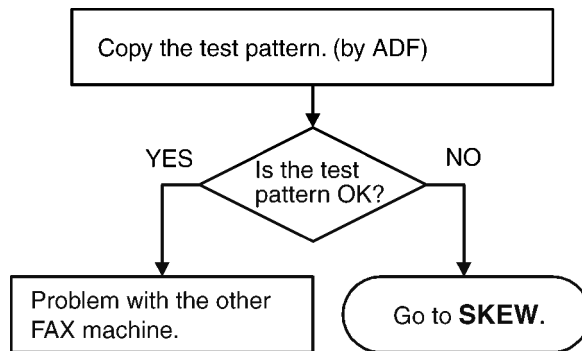 Copy the test pattern. (by ADF)
YES
Is the test
pattern OK?
NO
Problem with the other
FAX machine.
Go to SKEW.